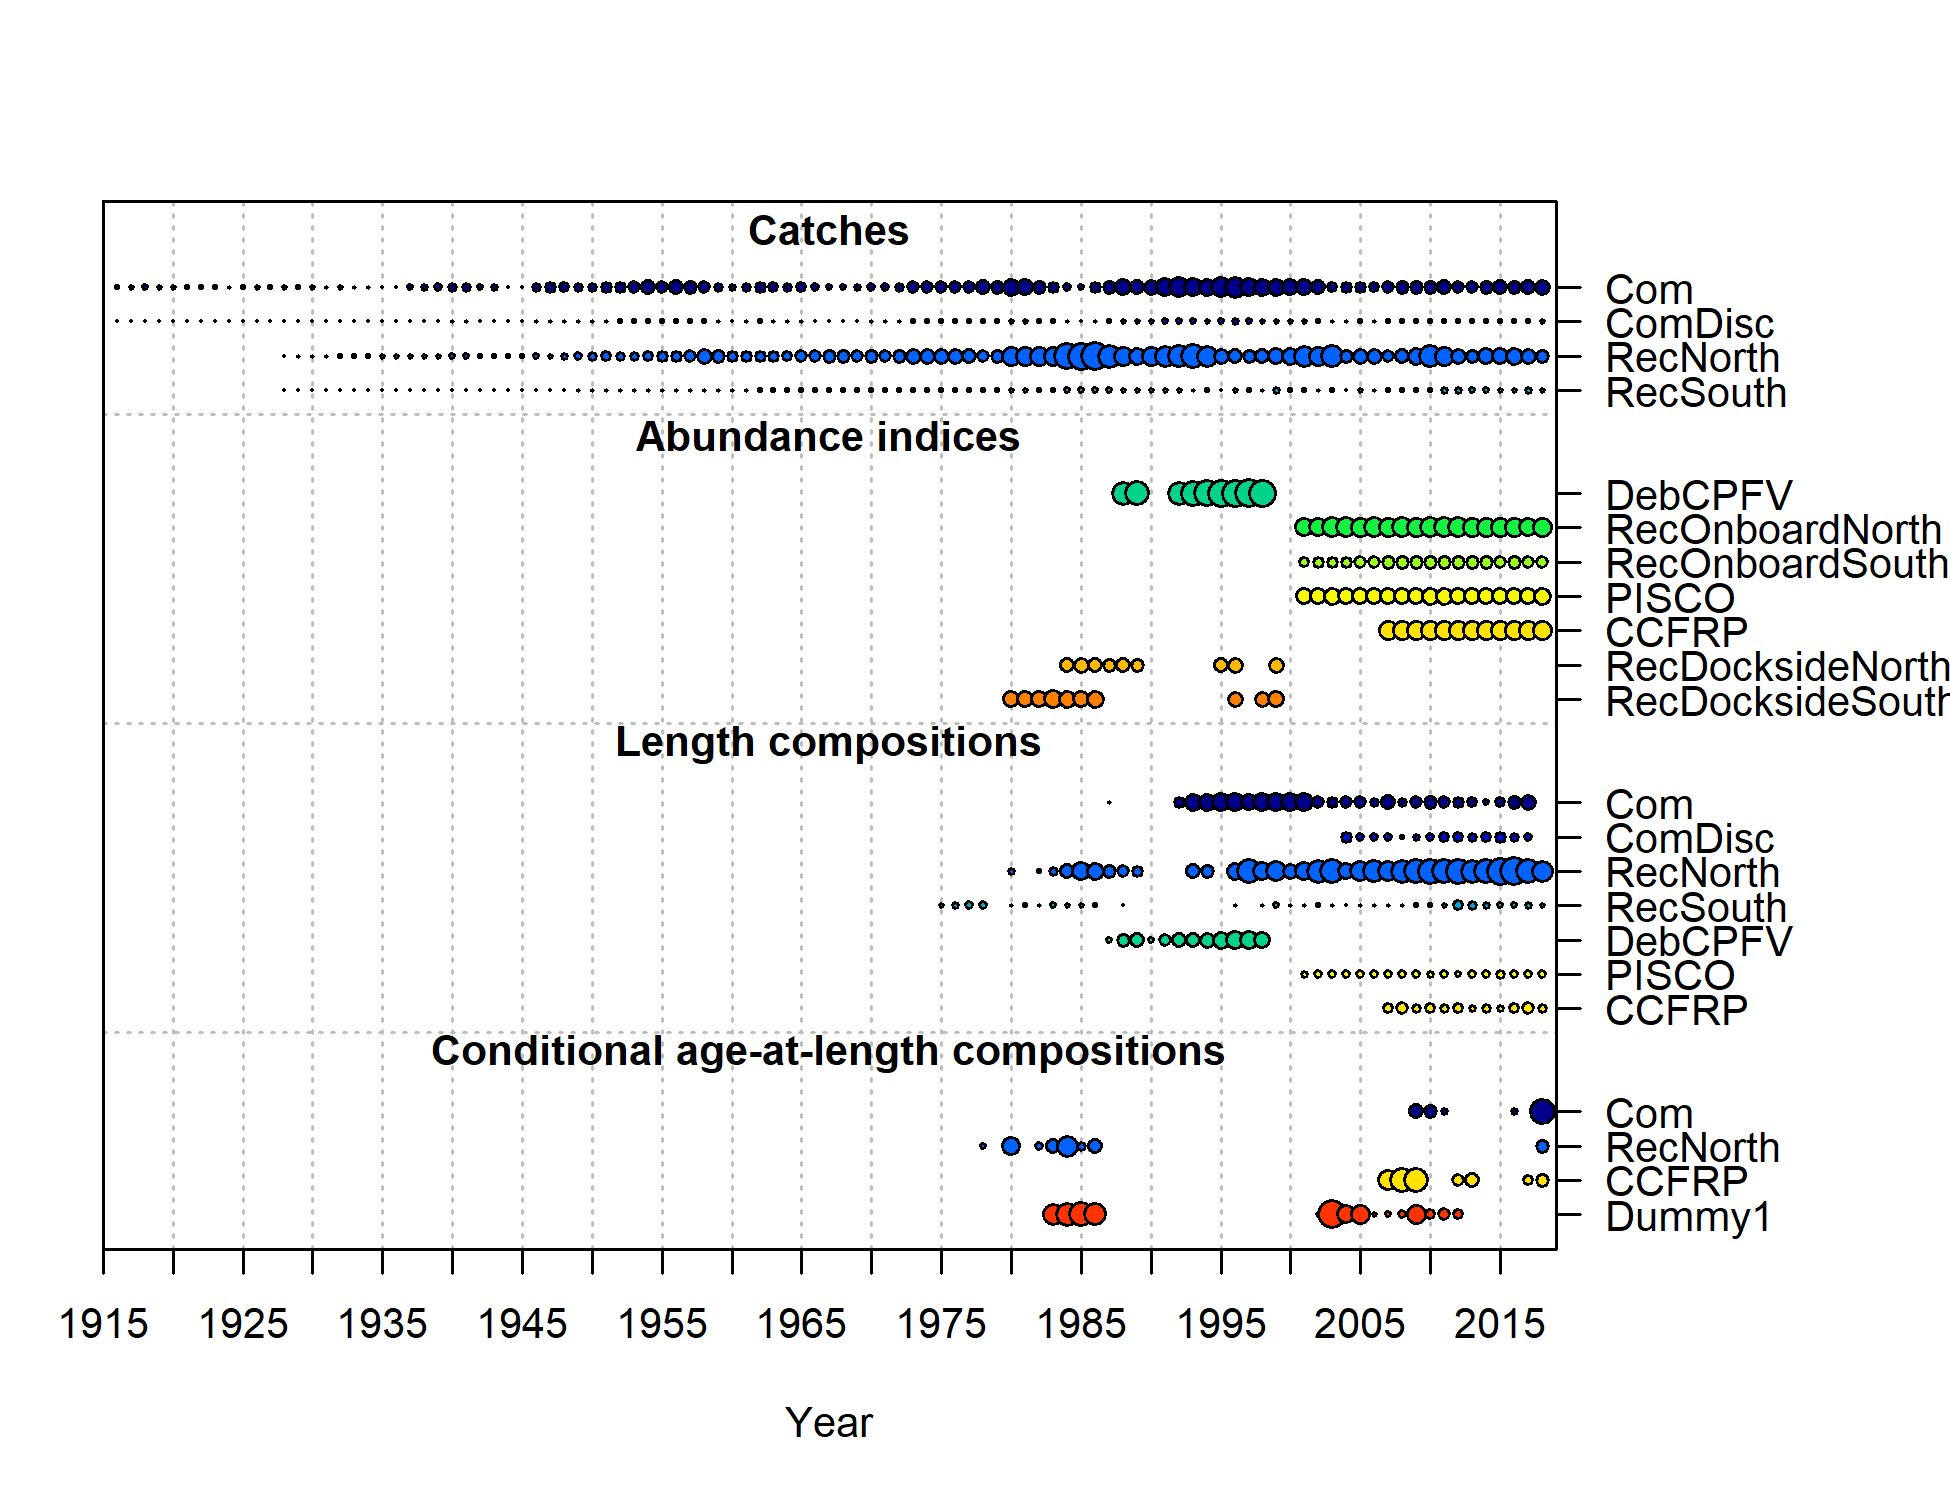 Catches
Com
ComDisc
RecNorth
RecSouth
Abundance indices
DebCPFV
RecOnboardNorth
RecOnboardSouth
PISCO
CCFRP
RecDocksideNorth
RecDocksideSouth
Length compositions
Com
ComDisc
RecNorth
RecSouth
DebCPFV
PISCO
CCFRP
Conditional age-at-length compositions
Com
RecNorth
CCFRP
Dummy1
1915 1925 1935 1945 1955 1965 1975 1985 1995 2005 2015
Year